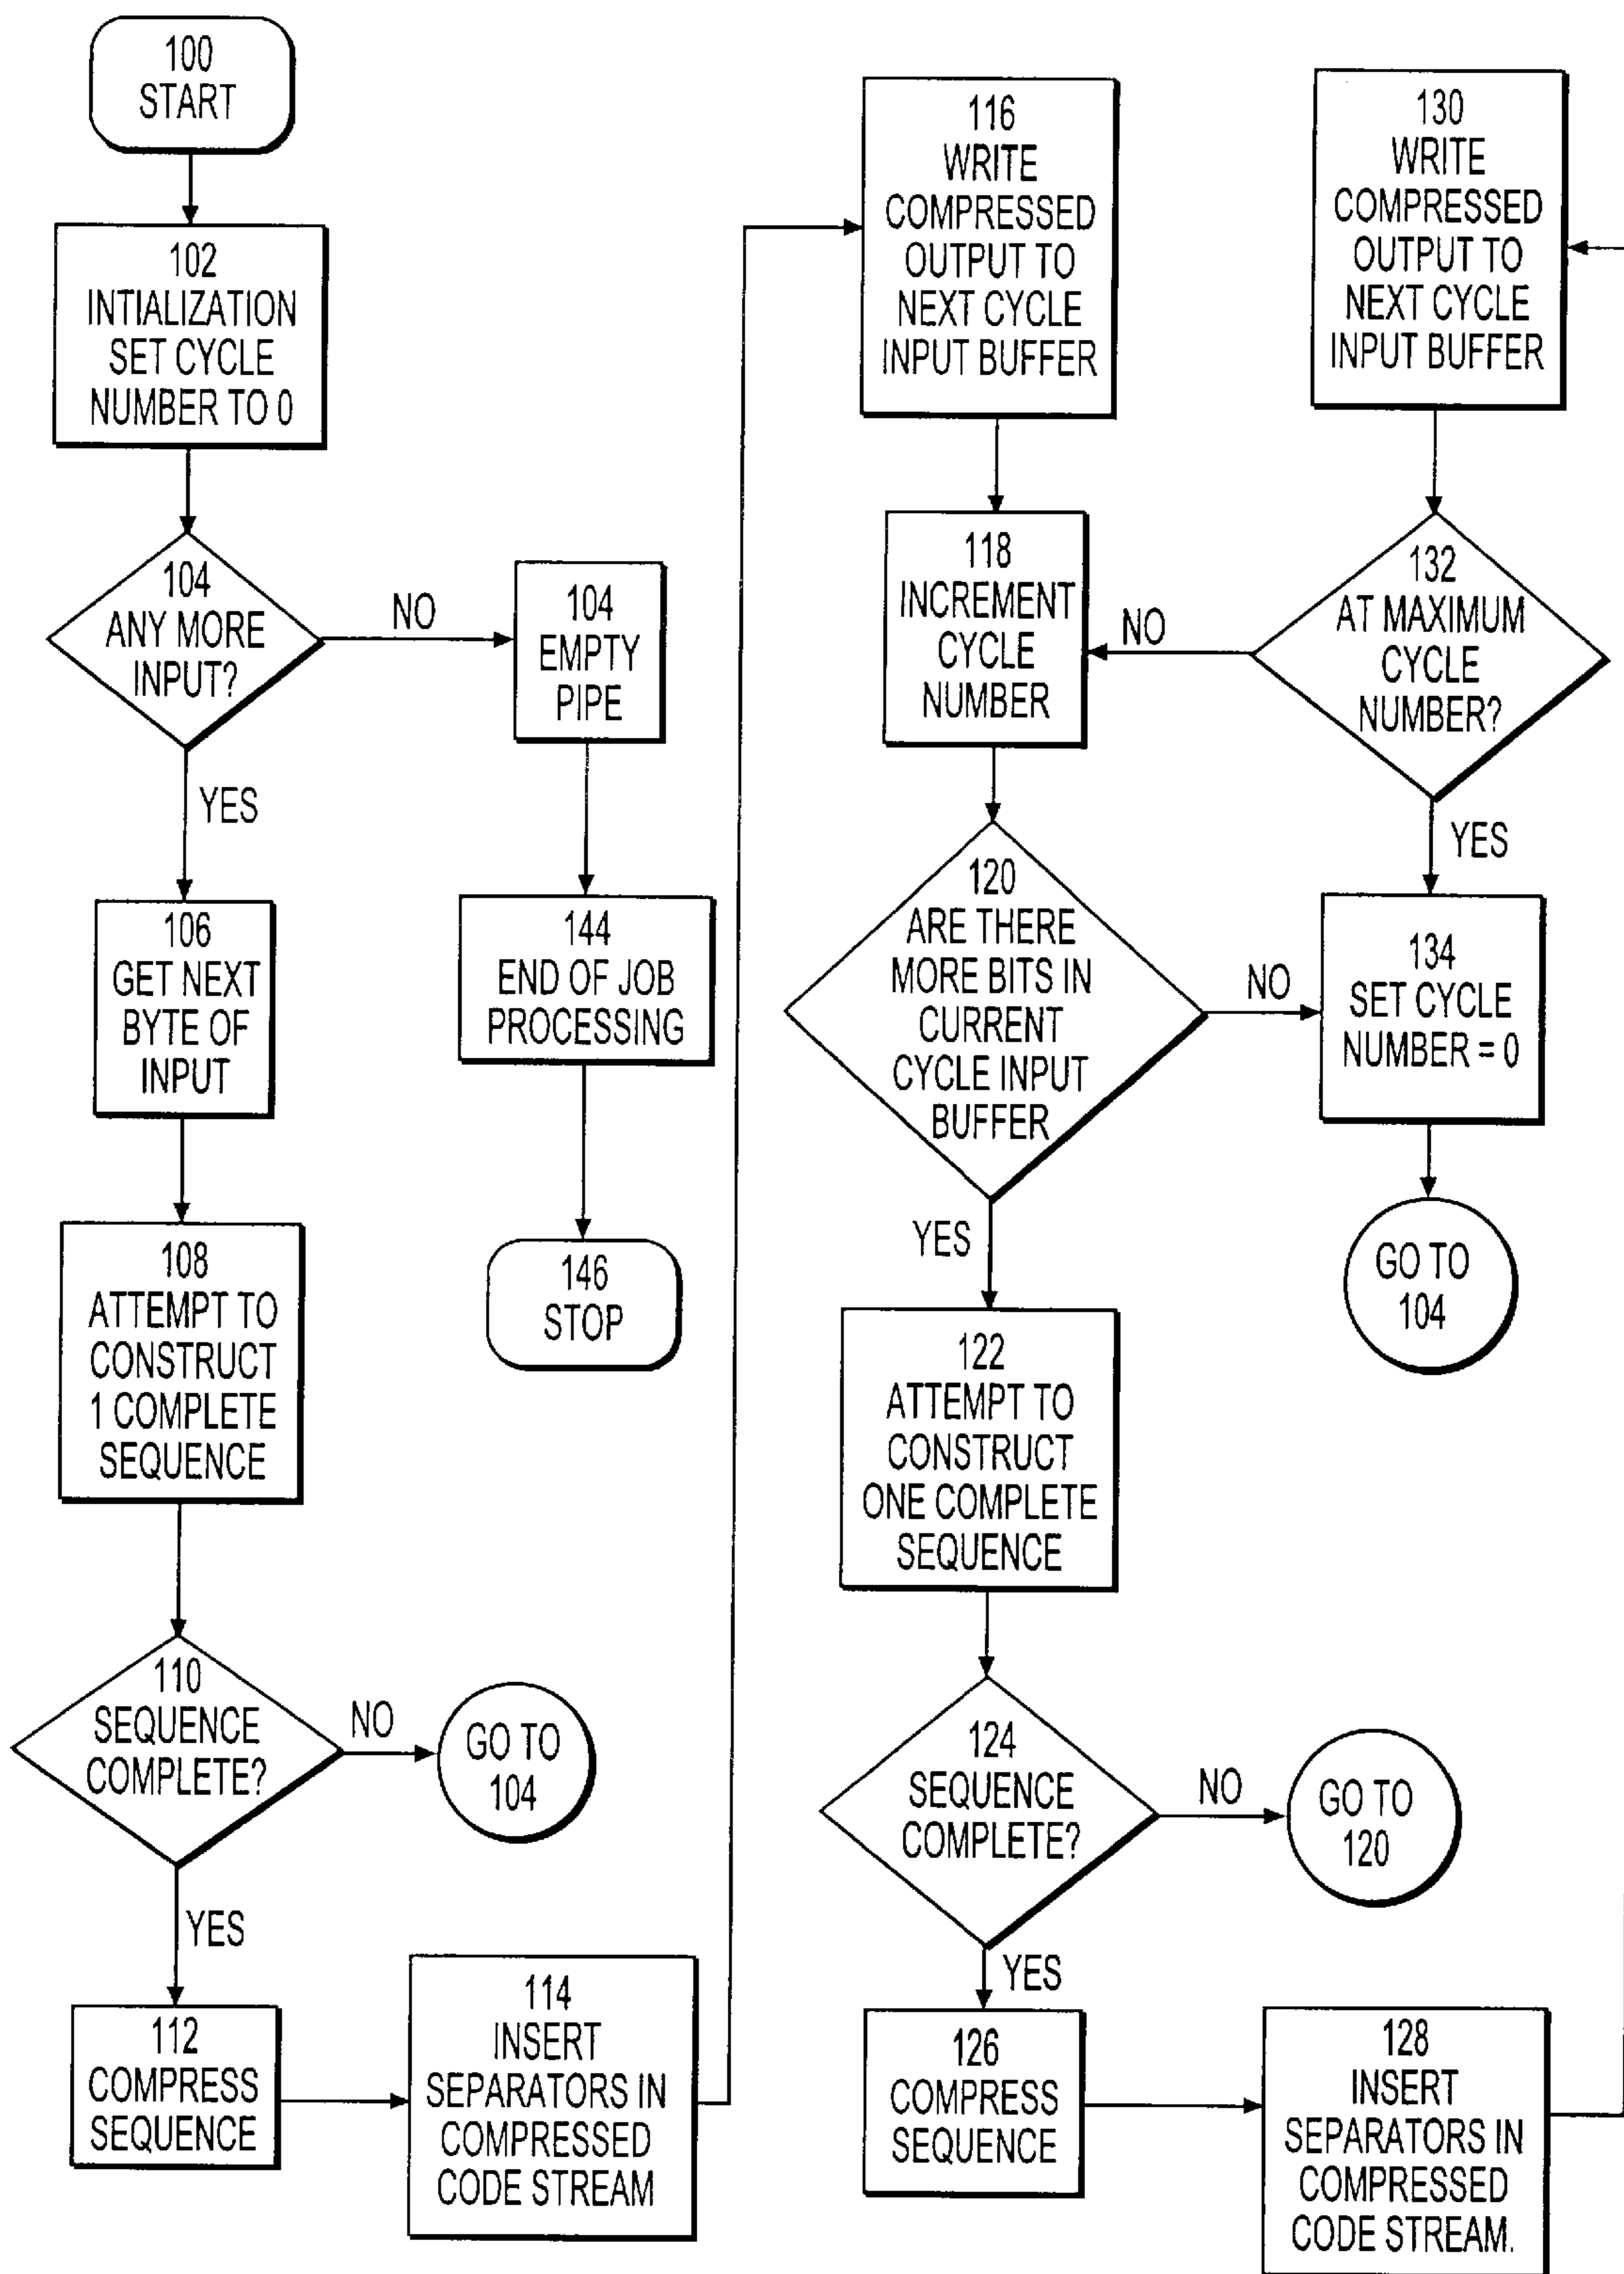 100
START
102
INTIALIZATION
SET CYCLE
NUMBER TO 0
104
ANY MORE
INPUT?
NO
104
EMPTY
PIPE
YES
106
GET NEXT
BYTE OF
INPUT
144
END OF JOB
PROCESSING
146
STOP
108
ATTEMPT TO
CONSTRUCT
1 COMPLETE
SEQUENCE
110
SEQUENCE
COMPLETE?
NO
GO TO
104
YES
112
COMPRESS
SEQUENCE
114
INSERT
SEPARATORS IN
COMPRESSED
CODE STREAM
116
WRITE
COMPRESSED
OUTPUT TO
NEXT CYCLE
INPUT BUFFER
118
INCREMENT
CYCLE
NUMBER
120
ARE THERE
MORE BITS IN
CURRENT
CYCLE INPUT
BUFFER
NO
YES
122
ATTEMPT TO
CONSTRUCT
ONE COMPLETE
SEQUENCE
124
SEQUENCE
COMPLETE?
NO
GO TO
120
YES
126
COMPRESS
SEQUENCE
128
INSERT
SEPARATORS IN
COMPRESSED
CODE STREAM.
130
WRITE
COMPRESSED
OUTPUT TO
NEXT CYCLE
INPUT BUFFER
132
AT MAXIMUM
CYCLE
NUMBER?
NO
YES
134
SET CYCLE
NUMBER = 0
GO TO
104